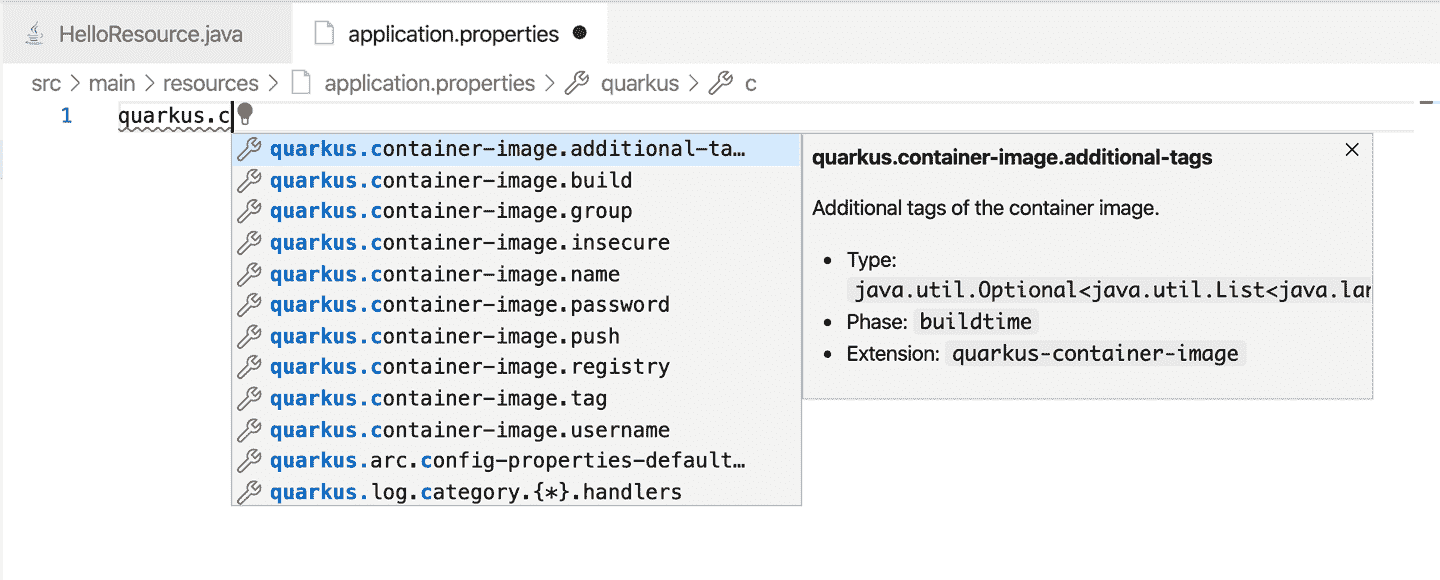 HelloResource.java
application.properties
src > main > resources > application.properties > quarkus > c
1 quarkus.c
quarkus.container-image.additional-ta…
quarkus.container-image.build
quarkus.container-image.group
quarkus.container-image.insecure
quarkus.container-image.name
quarkus.container-image.password
quarkus.container-image.push
quarkus.container-image.registry
quarkus.container-image.tag
quarkus.container-image.username
quarkus.arc.config-properties-default…
quarkus.log.category.{*}.handlers
quarkus.container-image.additional-tags
Additional tags of the container image.
• Type:
java.util.Optional<java.util.List<java.lan
• Phase: buildtime
• Extension: quarkus-container-image